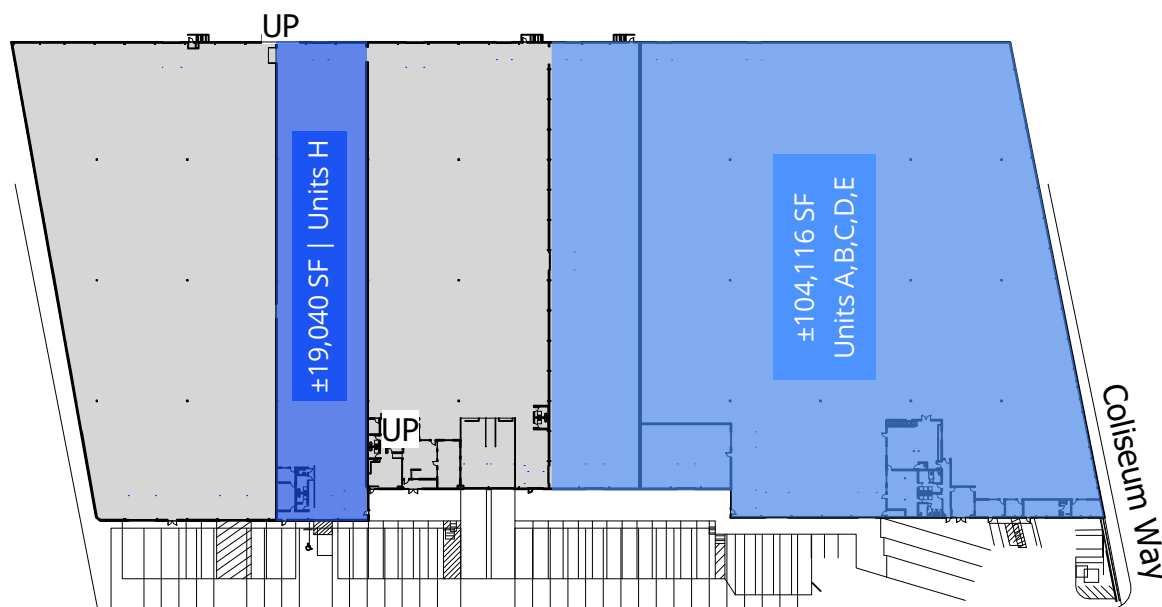 UP
±19,040 SF | Units H
±104,116 SF
Units A,B,C,D,E
UP
Coliseum Way